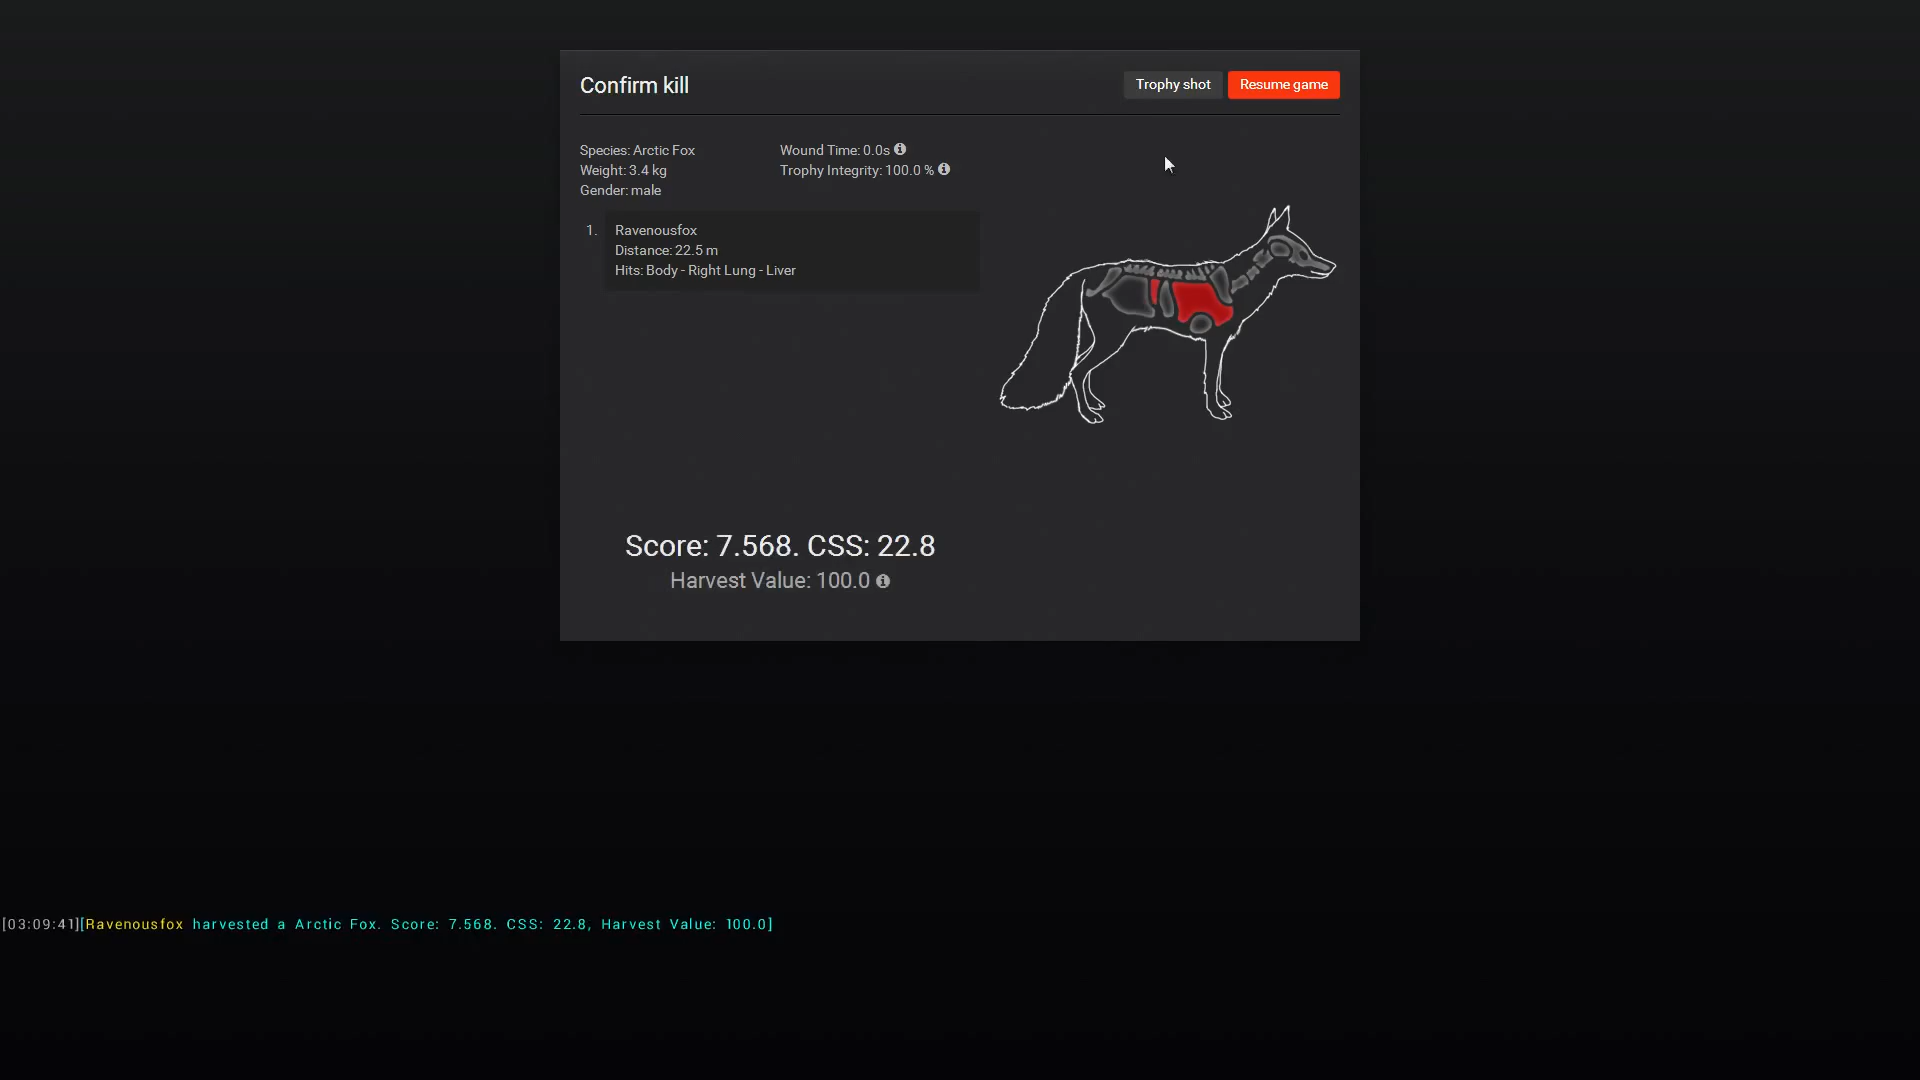 Confirm kill
Trophy shot
Resume game
Species: Arctic Fox
Weight: 3.4 kg
Gender: male
Wound Time: 0.0s
Trophy Integrity: 100.0 %
1.
Ravenousfox
Distance: 22.5 m
Hits: Body - Right Lung - Liver
Score: 7.568. CSS: 22.8
Harvest Value: 100.0
[03:09:41][Ravenousfox harvested a Arctic Fox. Score: 7.568. CSS: 22.8, Harvest Value: 100.0]